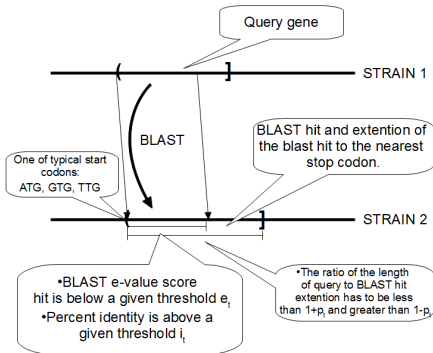 Query gene
( ]
STRAIN 1
BLAST
BLAST hit and extention of
the blast hit to the nearest
stop codon.
One of typical start
codons:
ATG, GTG, TTG
( ]
STRAIN 2
•BLAST e-value score
hit is below a given threshold et
•Percent identity is above a
given threshold it
•The ratio of the length
of query to BLAST hit
extention has to be less
than 1+pt and greater than 1-pt